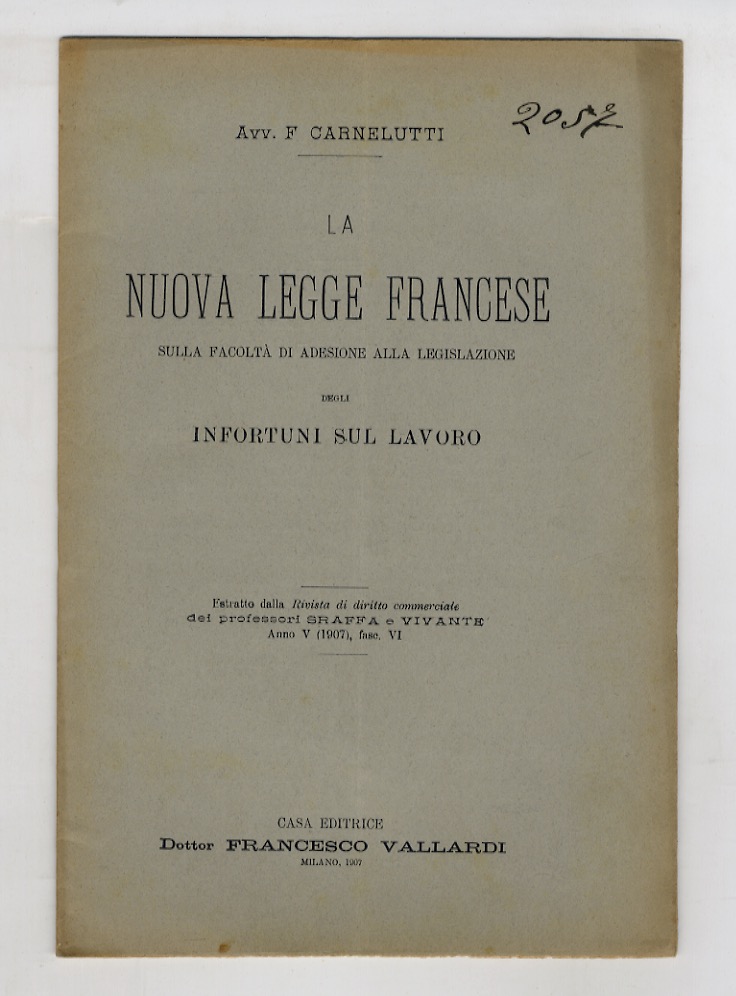 2057
Avv. F CARNELUTTI
LA
NUOVA LEGGE FRANCESE
SULLA FACOLTÀ DI ADESIONE ALLA LEGISLAZIONE
DEGLI
INFORTUNI SUL LAVORO
Estratto dalla Rivista di diritto commerciale
dei professori SRAFFA e VIVANTE
Anno V (1907), fasc. VI
CASA EDITRICE
Dottor FRANCESCO VALLARDI
MILANO, 1907